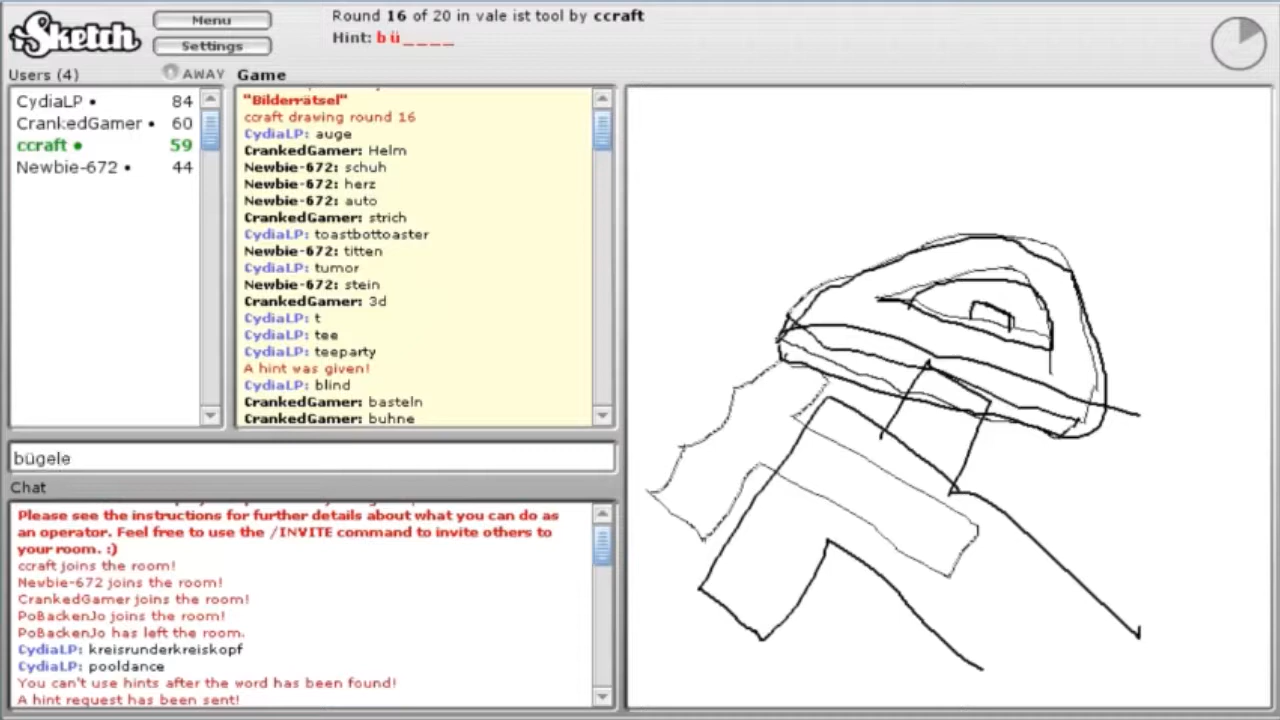 iSketch
Menu
Settings
Round 16 of 20 in vale ist tool by ccraft
Hint: bü____
Users (4)
AWAY
Game
CydiaLP • 84
CrankedGamer • 60
ccraft • 59
Newbie-672 • 44
"Bilderrätsel"
ccraft drawing round 16
CydiaLP: auge
CrankedGamer: Helm
Newbie-672: schuh
Newbie-672: herz
Newbie-672: auto
CrankedGamer: strich
CydiaLP: toastbottoaster
Newbie-672: titten
CydiaLP: tumor
Newbie-672: stein
CrankedGamer: 3d
CydiaLP: t
CydiaLP: tee
CydiaLP: teeparty
A hint was given!
CydiaLP: blind
CrankedGamer: basteln
CrankedGamer: buhne
bügele
Chat
Please see the instructions for further details about what you can do as
an operator. Feel free to use the /INVITE command to invite others to
your room. :)
ccraft joins the room!
Newbie-672 joins the room!
CrankedGamer joins the room!
PoBackenJo joins the room!
PoBackenJo has left the room.
CydiaLP: kreisrunderkreiskopf
CydiaLP: pooldance
You can't use hints after the word has been found!
A hint request has been sent!